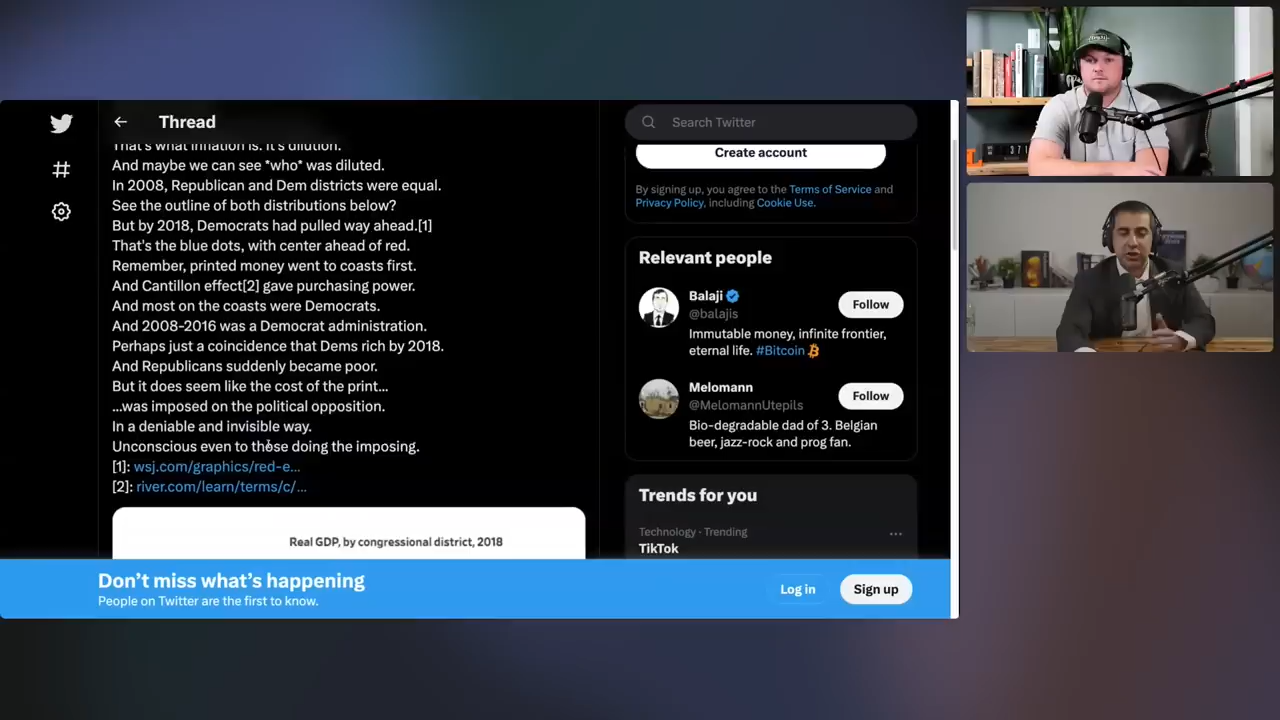 Thread
That's what inflation is. It's dilution.
And maybe we can see *who* was diluted.
In 2008, Republican and Dem districts were equal.
See the outline of both distributions below?
But by 2018, Democrats had pulled way ahead.[1]
That's the blue dots, with center ahead of red.
Remember, printed money went to coasts first.
And Cantillon effect[2] gave purchasing power.
And most on the coasts were Democrats.
And 2008-2016 was a Democrat administration.
Perhaps just a coincidence that Dems rich by 2018.
And Republicans suddenly became poor.
But it does seem like the cost of the print...
...was imposed on the political opposition.
In a deniable and invisible way.
Unconscious even to those doing the imposing.
[1]: wsj.com/graphics/red-e...
[2]: river.com/learn/terms/c/...
Real GDP, by congressional district, 2018
Search Twitter
Create account
By signing up, you agree to the Terms of Service and
Privacy Policy, including Cookie Use.
Relevant people
Balaji
@balajis
Follow
Immutable money, infinite frontier,
eternal life. #Bitcoin
Melomann
@MelomannUtepils
Follow
Bio-degradable dad of 3. Belgian
beer, jazz-rock and prog fan.
Trends for you
Technology · Trending
TikTok
Don't miss what's happening
People on Twitter are the first to know.
Log in
Sign up